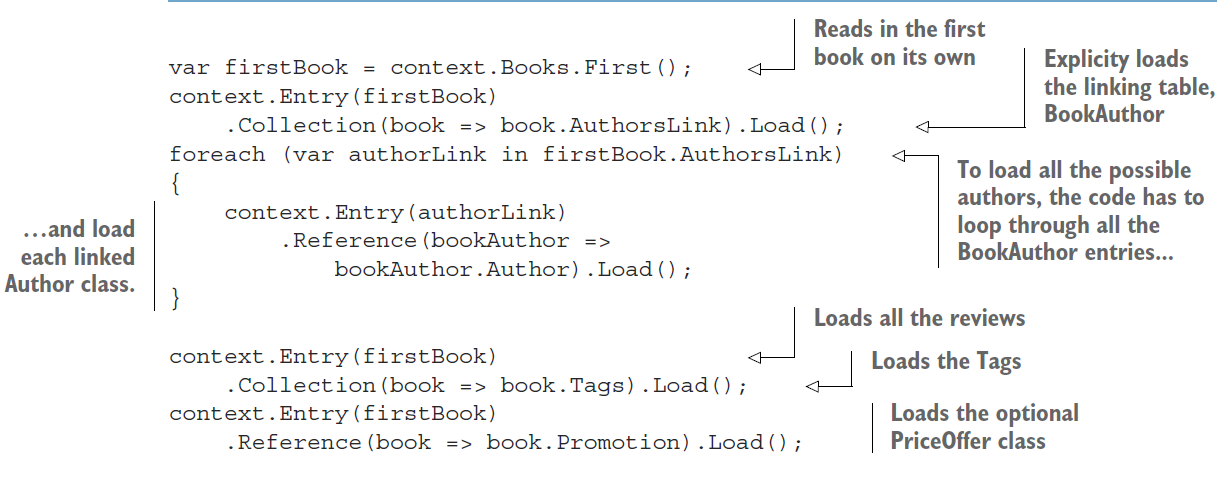 Reads in the first
book on its own
var firstBook = context.Books.First();
Explicity loads
the linking table,
BookAuthor
context.Entry(firstBook)
.Collection(book => book.AuthorsLink).Load();
foreach (var authorLink in firstBook.AuthorsLink)
To load all the possible
authors, the code has to
loop through all the
BookAuthor entries...
{
context.Entry(authorLink)
.Reference(bookAuthor =>
bookAuthor.Author).Load();
}
...and load
each linked
Author class.
Loads all the reviews
context.Entry(firstBook)
.Collection(book => book.Tags).Load();
Loads the Tags
context.Entry(firstBook)
.Reference(book => book.Promotion).Load();
Loads the optional
PriceOffer class